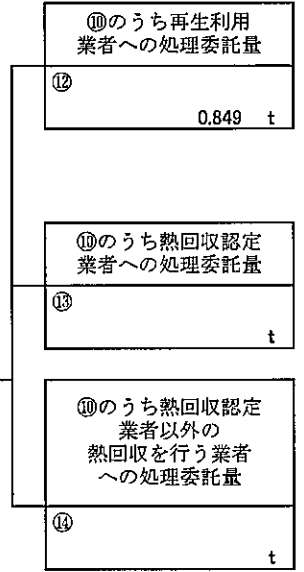 ⑩のうち再生利用
業者への処理委託量
⑫
0.849 t
⑩のうち熱回収認定
業者への処理委託量
⑬
t
⑩のうち熱回収認定
業者以外の
熱回収を行う業者
への処理委託量
⑭
t